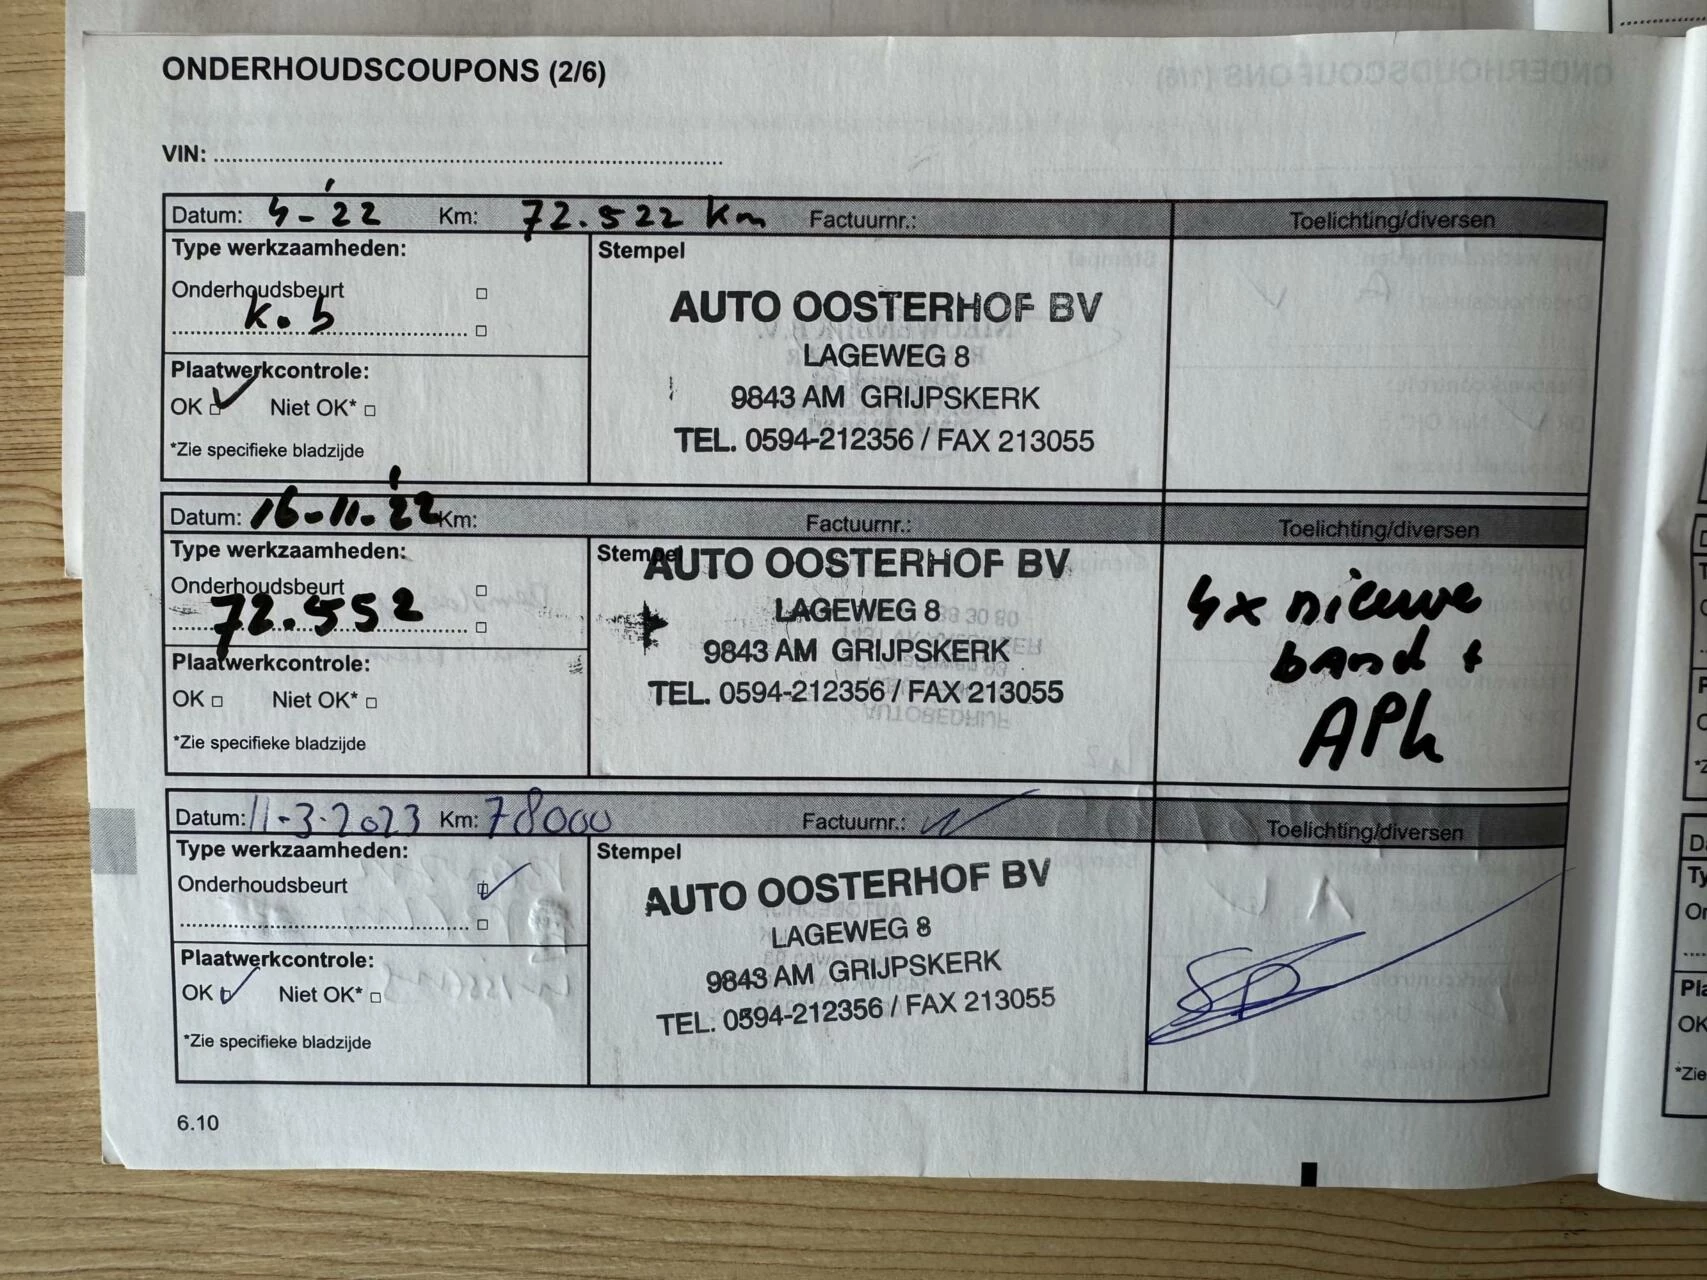 ONDERHOUDSCOUPONS (2/6)
VIN:
Datum: 4-'22 Km: 72.522 km Factuurnr.: Toelichting/diversen
Type werkzaamheden: Stempel
Onderhoudsbeurt
k.b
Plaatwerkcontrole:
OK Niet OK*
*Zie specifieke bladzijde
AUTO OOSTERHOF BV
LAGEWEG 8
9843 AM GRIJPSKERK
TEL. 0594-212356 / FAX 213055
Datum: 16-11-'22 Km: Factuurnr.: Toelichting/diversen
Type werkzaamheden: Stempel
Onderhoudsbeurt
72.552
Plaatwerkcontrole:
OK Niet OK*
*Zie specifieke bladzijde
AUTO OOSTERHOF BV
LAGEWEG 8
9843 AM GRIJPSKERK
TEL. 0594-212356 / FAX 213055
4x nieuwe
band +
APk
Datum: 11-3-2023 Km: 78000 Factuurnr.: Toelichting/diversen
Type werkzaamheden: Stempel
Onderhoudsbeurt
Plaatwerkcontrole:
OK Niet OK*
*Zie specifieke bladzijde
AUTO OOSTERHOF BV
LAGEWEG 8
9843 AM GRIJPSKERK
TEL. 0594-212356 / FAX 213055
6.10